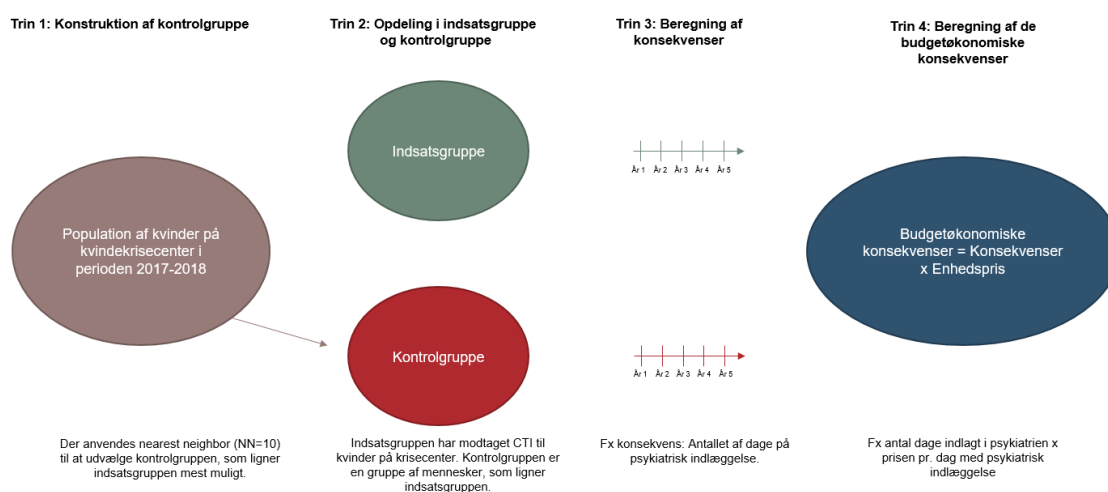 Trin 1: Konstruktion af kontrolgruppe
Trin 2: Opdeling i indsatsgruppe
og kontrolgruppe
Trin 3: Beregning af
konsekvenser
Trin 4: Beregning af de
budgetøkonomiske
konsekvenser
Population af kvinder på
kvindekrisecenter i
perioden 2017-2018
Indsatsgruppe
Kontrolgruppe
År 1 År 2 År 3 År 4 År 5
År 1 År 2 År 3 År 4 År 5
Budgetøkonomiske
konsekvenser = Konsekvenser
x Enhedspris
Der anvendes nearest neighbor (NN=10)
til at udvælge kontrolgruppen, som ligner
indsatsgruppen mest muligt.
Indsatsgruppen har modtaget CTI til
kvinder på krisecenter. Kontrolgruppen er
en gruppe af mennesker, som ligner
indsatsgruppen.
Fx konsekvens: Antallet af dage på
psykiatrisk indlæggelse.
Fx antal dage indlagt i psykiatrien x
prisen pr. dag med psykiatrisk
indlæggelse